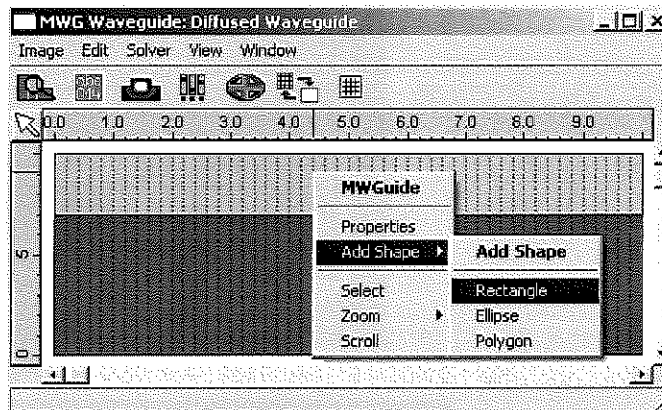 MWG Waveguide: Diffused Waveguide
Image Edit Solver View Window
0.0 1.0 2.0 3.0 4.0 5.0 6.0 7.0 8.0 9.0
MWGuide
Properties
Add Shape
Select
Zoom
Scroll
Add Shape
Rectangle
Ellipse
Polygon
5
0